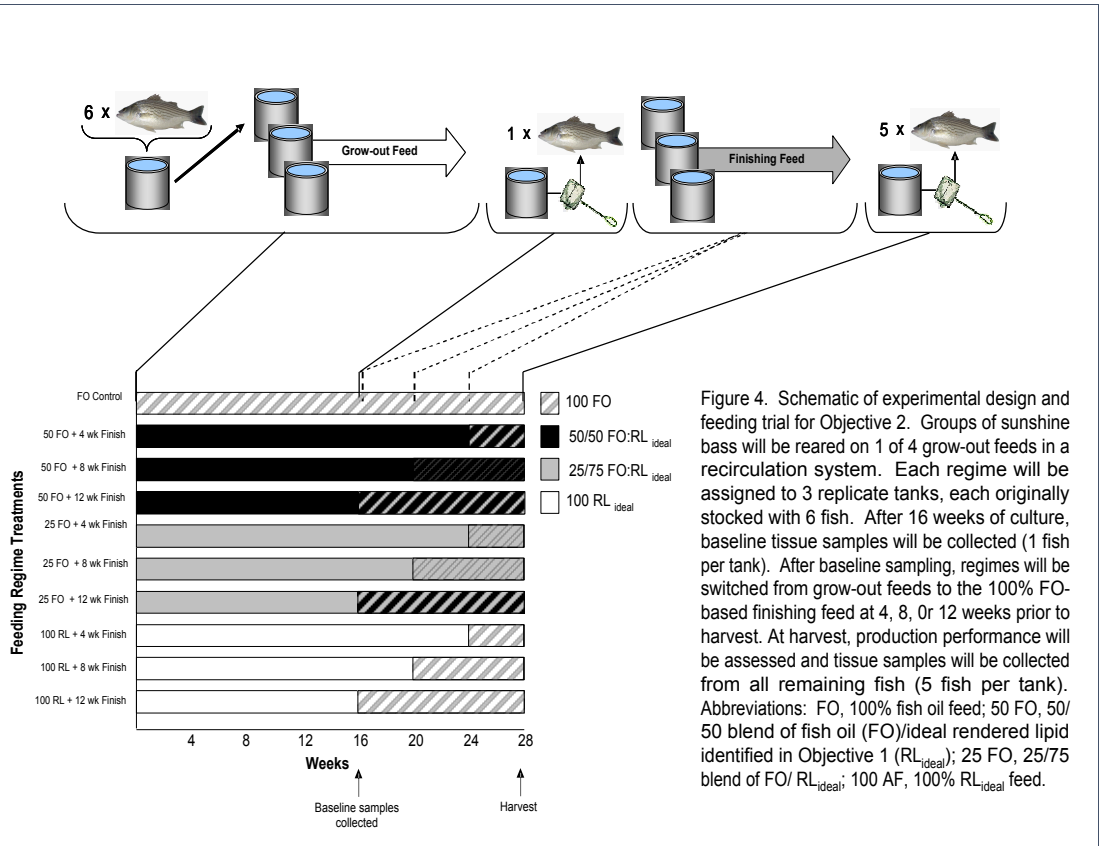 6 x
Grow-out Feed
1 x
Finishing Feed
5 x
Feeding Regime Treatments
FO Control
50 FO + 4 wk Finish
50 FO + 8 wk Finish
50 FO + 12 wk Finish
25 FO + 4 wk Finish
25 FO + 8 wk Finish
25 FO + 12 wk Finish
100 RL + 4 wk Finish
100 RL + 8 wk Finish
100 RL + 12 wk Finish
4 8 12 16 20 24 28
Weeks
Baseline samples
collected
Harvest
100 FO
50/50 FO:RL ideal
25/75 FO:RL ideal
100 RL ideal
Figure 4. Schematic of experimental design and
feeding trial for Objective 2. Groups of sunshine
bass will be reared on 1 of 4 grow-out feeds in a
recirculation system. Each regime will be
assigned to 3 replicate tanks, each originally
stocked with 6 fish. After 16 weeks of culture,
baseline tissue samples will be collected (1 fish
per tank). After baseline sampling, regimes will be
switched from grow-out feeds to the 100% FO-
based finishing feed at 4, 8, 0r 12 weeks prior to
harvest. At harvest, production performance will
be assessed and tissue samples will be collected
from all remaining fish (5 fish per tank).
Abbreviations: FO, 100% fish oil feed; 50 FO, 50/
50 blend of fish oil (FO)/ideal rendered lipid
identified in Objective 1 (RLideal); 25 FO, 25/75
blend of FO/ RLideal; 100 AF, 100% RLideal feed.